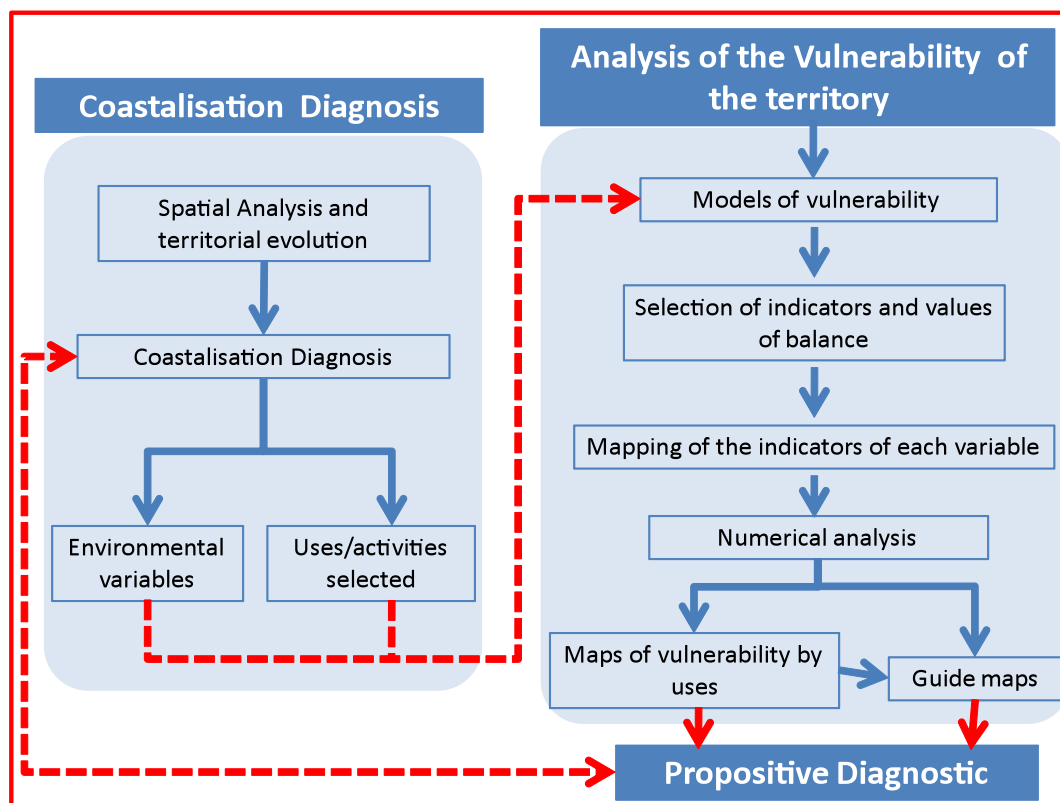 Coastalisation Diagnosis
Spatial Analysis and
territorial evolution
Coastalisation Diagnosis
Environmental
variables
Uses/activities
selected
Analysis of the Vulnerability of
the territory
Models of vulnerability
Selection of indicators and values
of balance
Mapping of the indicators of each variable
Numerical analysis
Maps of vulnerability by
uses
Guide maps
Propositive Diagnostic